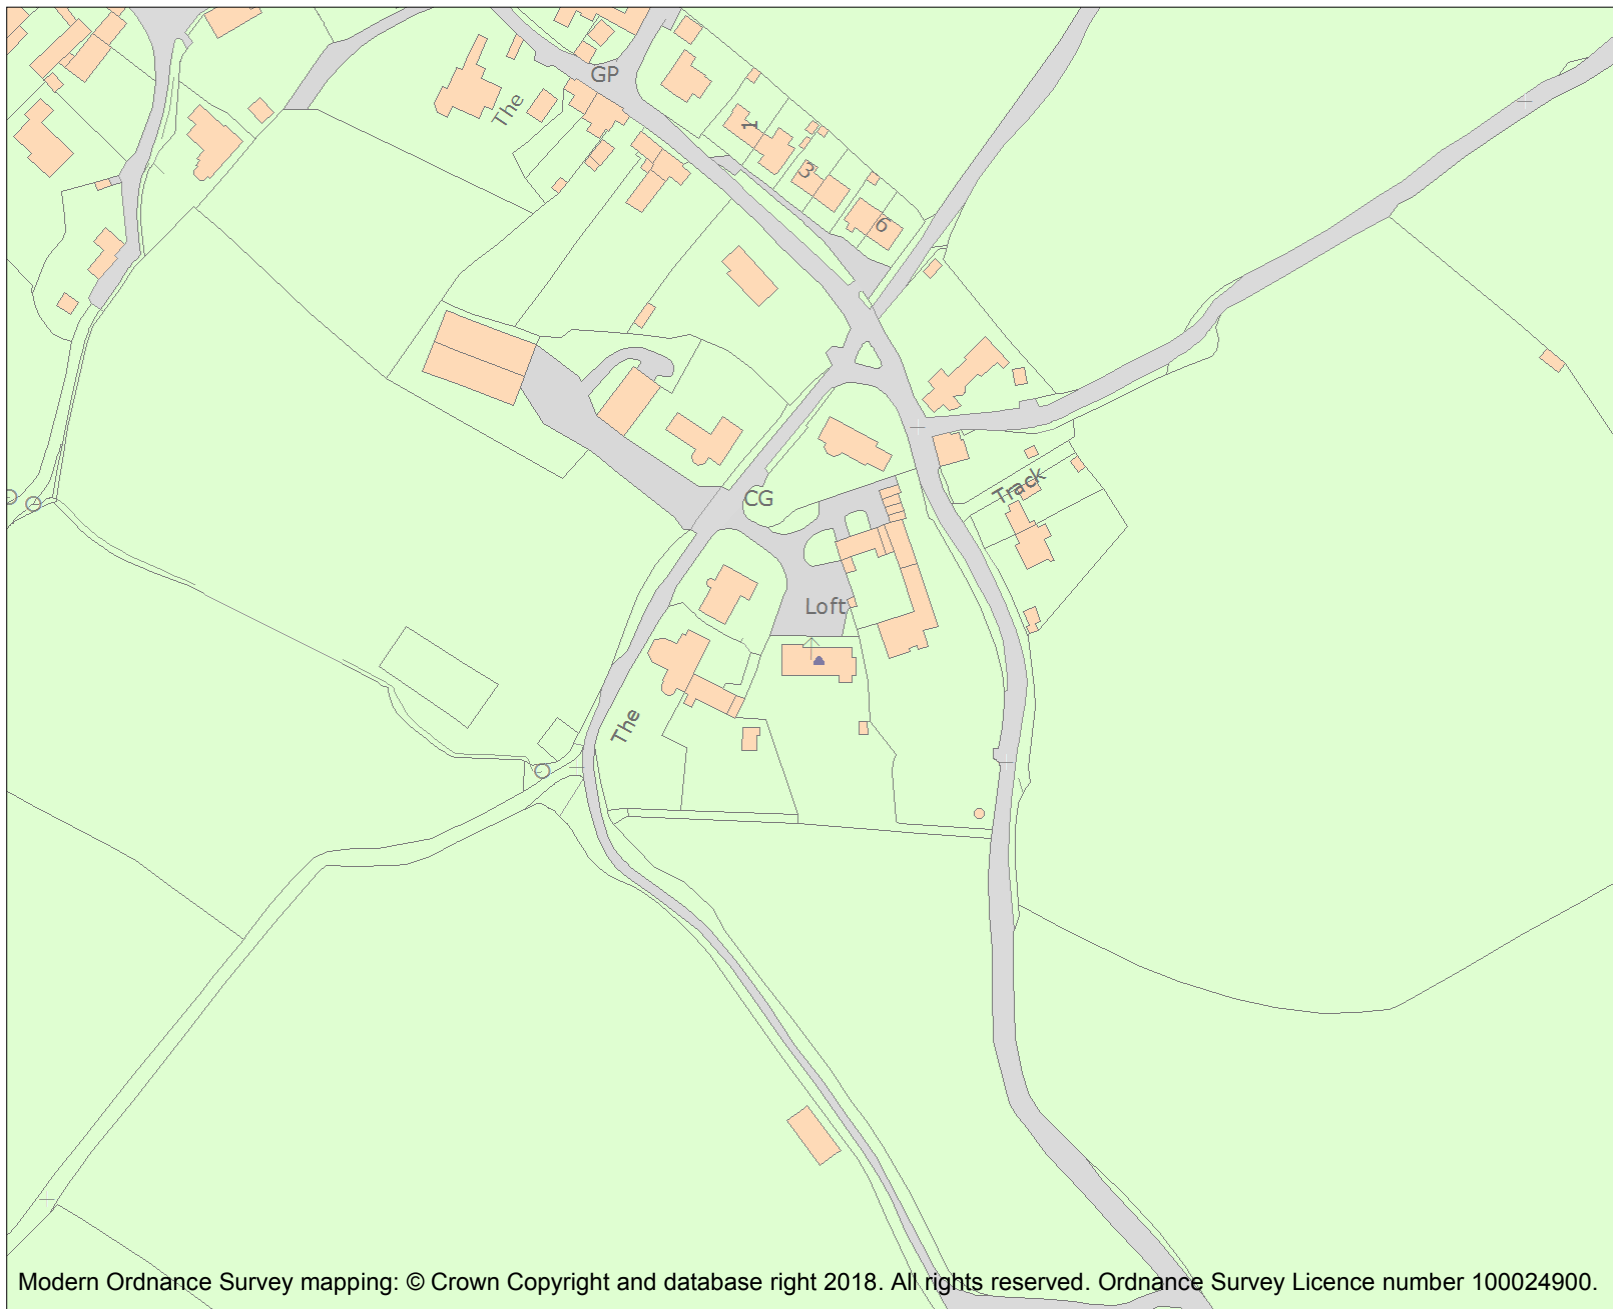 GP
The
1
3
6
Track
CG
Loft
The
Modern Ordnance Survey mapping: © Crown Copyright and database right 2018. All rights reserved. Ordnance Survey Licence number 100024900.